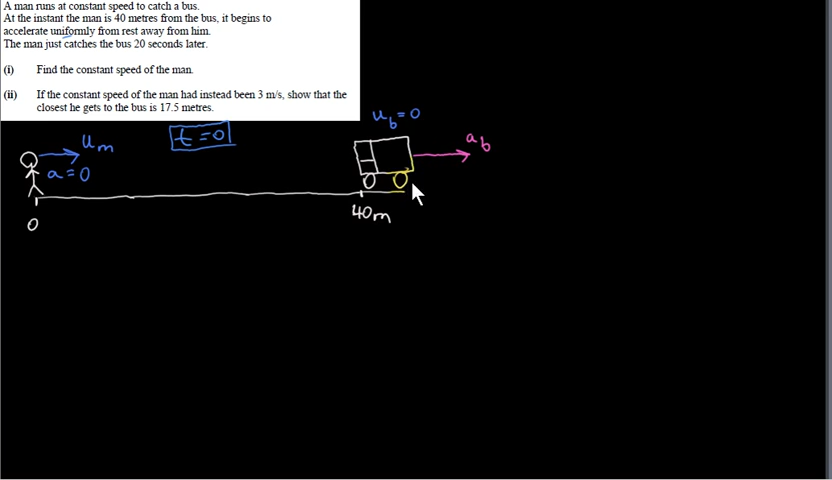 A man runs at constant speed to catch a bus.
At the instant the man is 40 metres from the bus, it begins to
accelerate uniformly from rest away from him.
The man just catches the bus 20 seconds later.
(i) Find the constant speed of the man.
(ii) If the constant speed of the man had instead been 3 m/s, show that the
closest he gets to the bus is 17.5 metres.
u_b = 0
t = 0
u_m
a_b
a = 0
40m
0